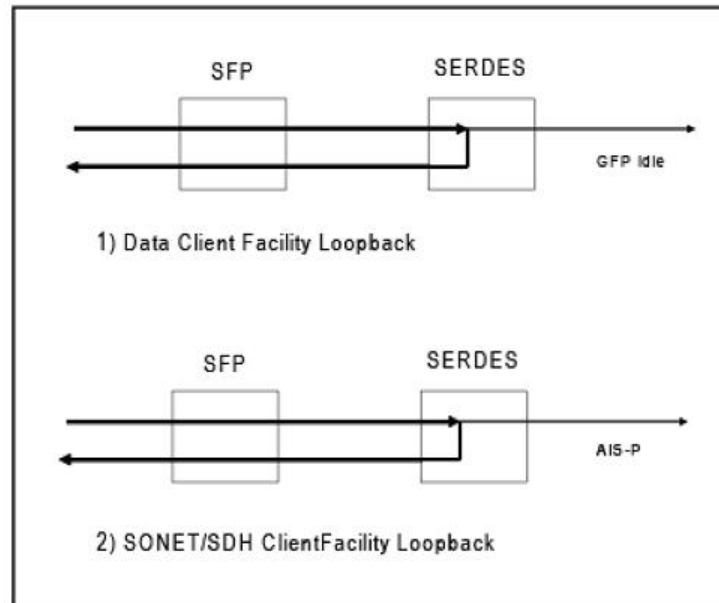 SFP
SERDES
GFP Idle
1) Data Client Facility Loopback
SFP
SERDES
AIS-P
2) SONET/SDH ClientFacility Loopback